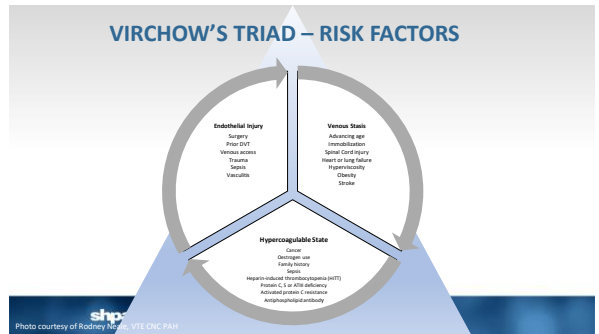 VIRCHOW'S TRIAD – RISK FACTORS
Endothelial Injury
Surgery
Prior DVT
Venous access
Trauma
Sepsis
Vasculitis
Venous Stasis
Advancing age
Immobilization
Spinal Cord injury
Heart or lung failure
Hyperviscosity
Obesity
Stroke
Hypercoagulable State
Cancer
Oestrogen use
Family history
Sepsis
Heparin-induced thrombocytopenia (HITT)
Protein C, S or ATIII deficiency
Activated protein C resistance
Antiphospholipid antibody
shpa
Photo courtesy of Rodney Neale, VTE CNC PAH